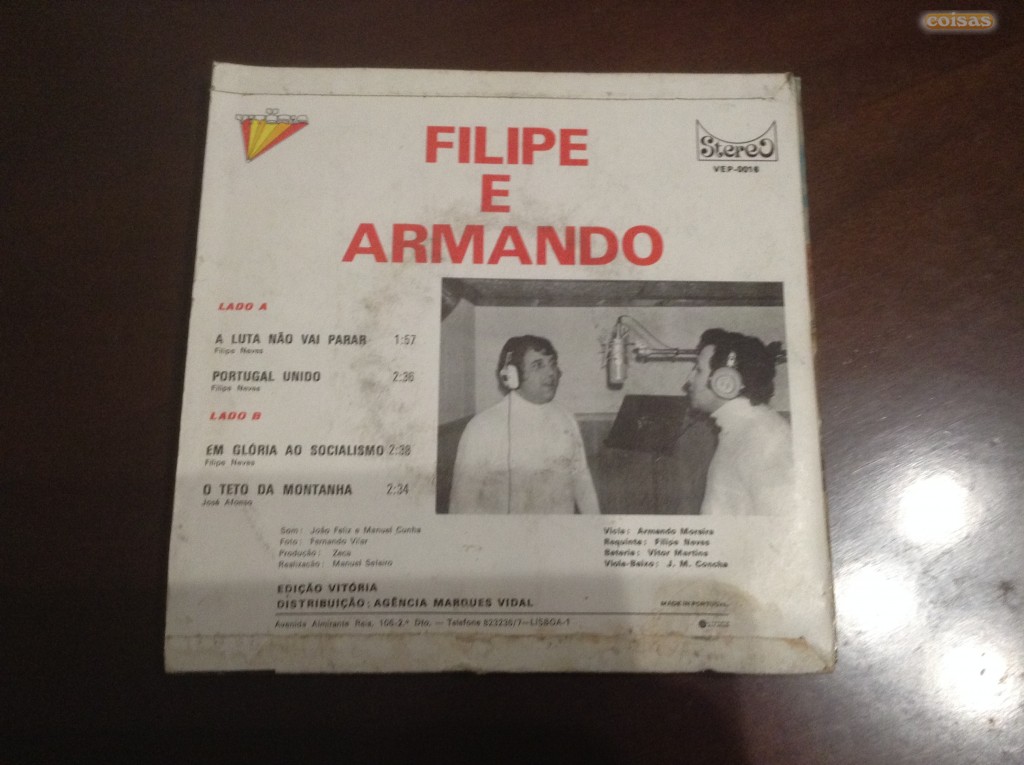 coisas
VITÓRIA
FILIPE
E
ARMANDO
Stereo
VEP-0016
LADO A
A LUTA NÃO VAI PARAR 1:57
Filipe Neves
PORTUGAL UNIDO 2:36
Filipe Neves
LADO B
EM GLÓRIA AO SOCIALISMO 2:38
Filipe Neves
O TETO DA MONTANHA 2:34
José Afonso
Som: João Feliz e Manuel Cunha
Foto: Fernando Vilar
Produção: Zeca
Realização: Manuel Seteiro
Viola: Armando Moreira
Requinta: Filipe Neves
Bateria: Vitor Martins
Viola-Baixo: J. M. Concha
EDIÇÃO VITÓRIA
DISTRIBUIÇÃO: AGÊNCIA MARQUES VIDAL
MADE IN PORTUGAL
Avenida Almirante Reis, 106-2.º Dto. — Telefone 823230/7—LISBOA-1